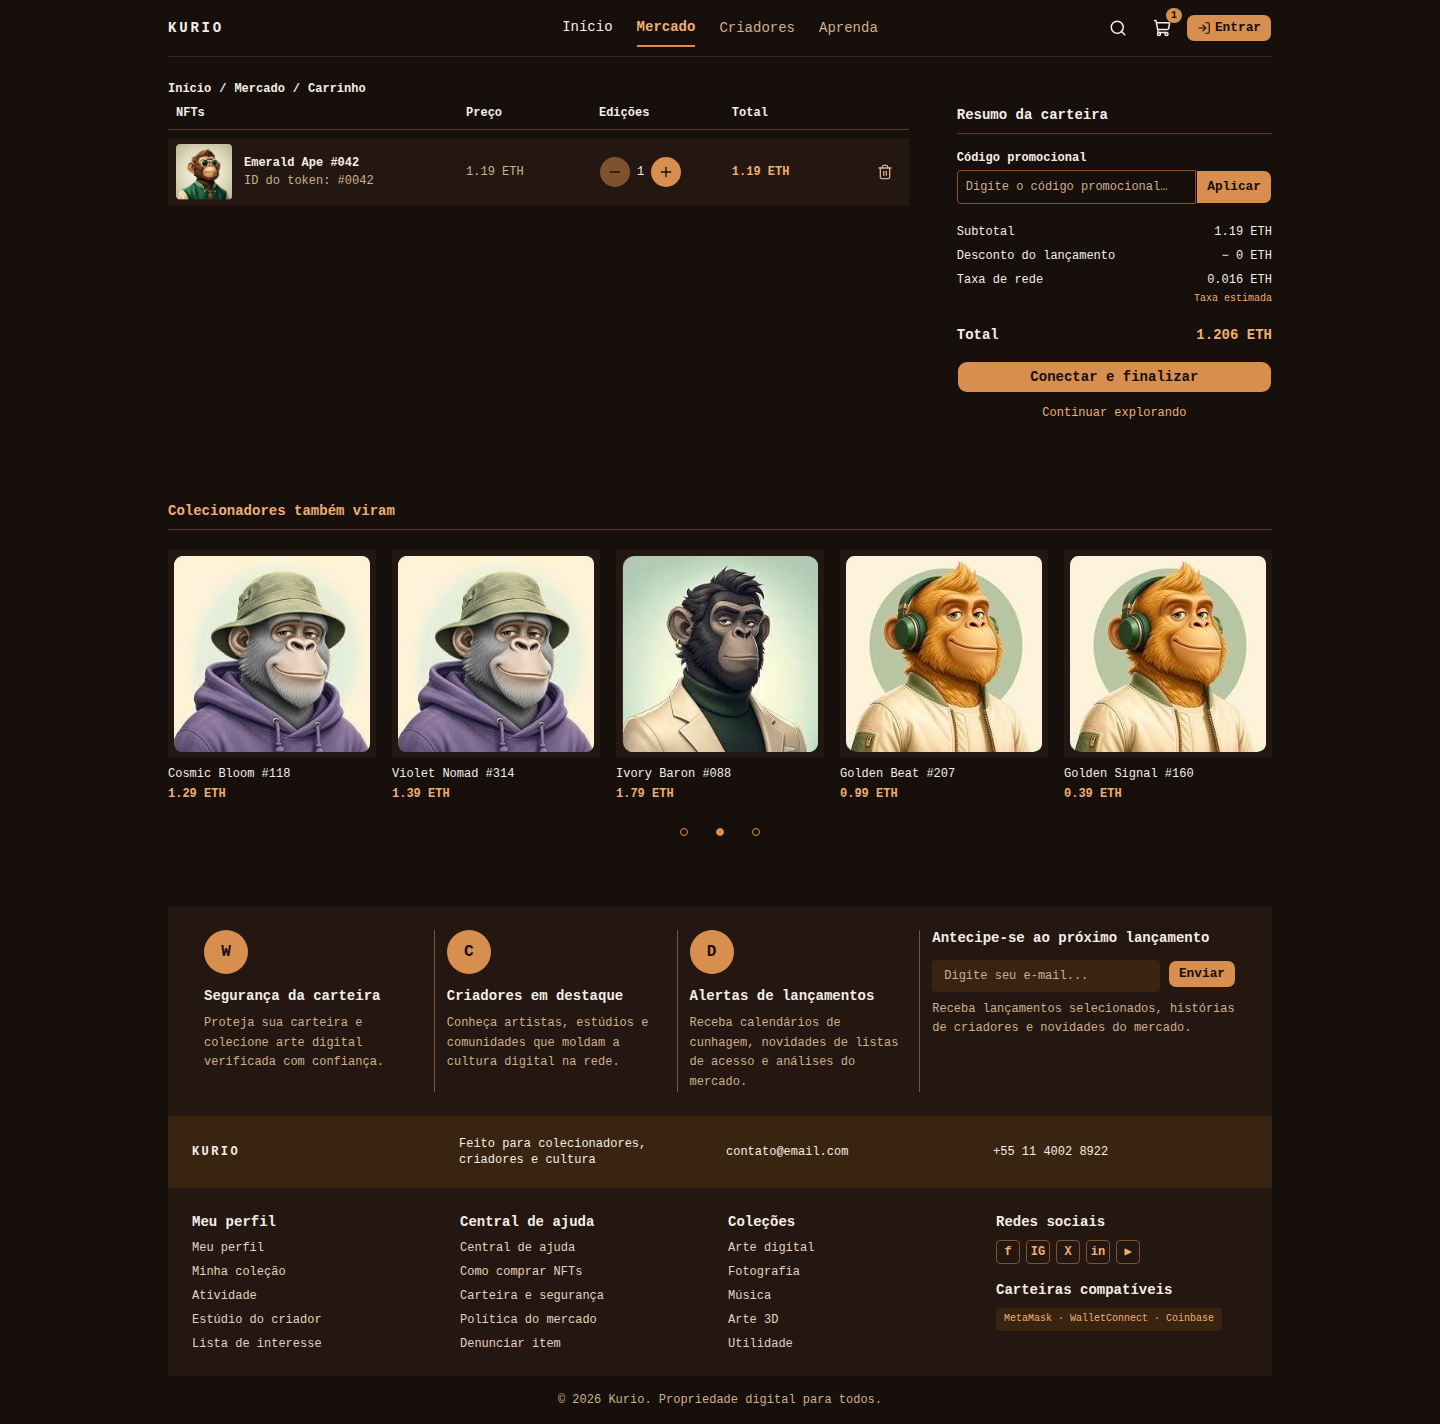 KURIO
Início
Mercado
Criadores
Aprenda
1
Entrar
Início / Mercado / Carrinho
NFTs
Preço
Edições
Total
Emerald Ape #042
ID do token: #0042
1.19 ETH
1
1.19 ETH
Resumo da carteira
Código promocional
Digite o código promocional…
Aplicar
Subtotal
1.19 ETH
Desconto do lançamento
− 0 ETH
Taxa de rede
0.016 ETH
Taxa estimada
Total
1.206 ETH
Conectar e finalizar
Continuar explorando
Colecionadores também viram
Cosmic Bloom #118
1.29 ETH
Violet Nomad #314
1.39 ETH
Ivory Baron #088
1.79 ETH
Golden Beat #207
0.99 ETH
Golden Signal #160
0.39 ETH
W
Segurança da carteira
Proteja sua carteira e
colecione arte digital
verificada com confiança.
C
Criadores em destaque
Conheça artistas, estúdios e
comunidades que moldam a
cultura digital na rede.
D
Alertas de lançamentos
Receba calendários de
cunhagem, novidades de listas
de acesso e análises do
mercado.
Antecipe-se ao próximo lançamento
Digite seu e-mail...
Enviar
Receba lançamentos selecionados, histórias
de criadores e novidades do mercado.
KURIO
Feito para colecionadores,
criadores e cultura
contato@email.com
+55 11 4002 8922
Meu perfil
Meu perfil
Minha coleção
Atividade
Estúdio do criador
Lista de interesse
Central de ajuda
Central de ajuda
Como comprar NFTs
Carteira e segurança
Política do mercado
Denunciar item
Coleções
Arte digital
Fotografia
Música
Arte 3D
Utilidade
Redes sociais
f
IG
X
in
▶
Carteiras compatíveis
MetaMask · WalletConnect · Coinbase
© 2026 Kurio. Propriedade digital para todos.